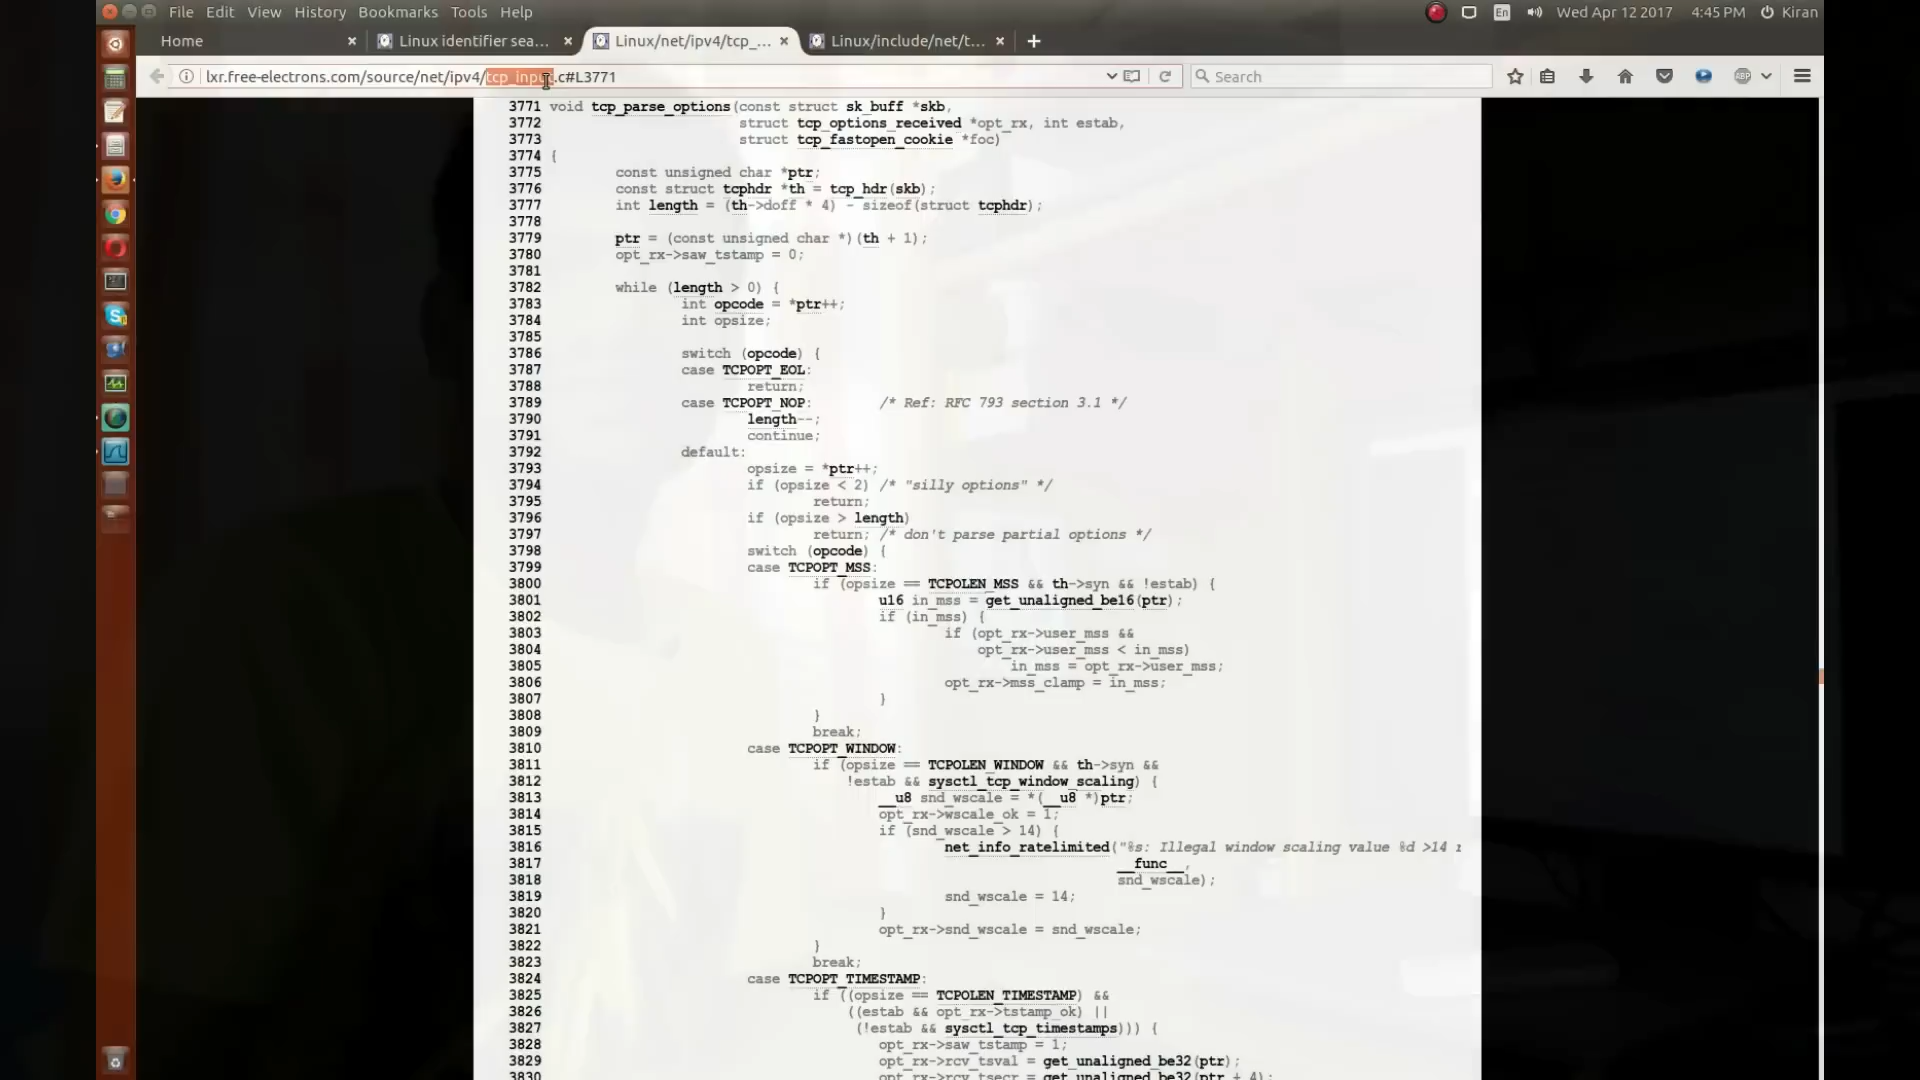 File Edit View History Bookmarks Tools Help En Wed Apr 12 2017 4:45 PM Kiran
Home Linux identifier sea... Linux/net/ipv4/tcp_... Linux/include/net/t...
lxr.free-electrons.com/source/net/ipv4/tcp_input.c#L3771 Search ABP
3771 void tcp_parse_options(const struct sk_buff *skb,
3772 struct tcp_options_received *opt_rx, int estab,
3773 struct tcp_fastopen_cookie *foc)
3774 {
3775 const unsigned char *ptr;
3776 const struct tcphdr *th = tcp_hdr(skb);
3777 int length = (th->doff * 4) - sizeof(struct tcphdr);
3778
3779 ptr = (const unsigned char *)(th + 1);
3780 opt_rx->saw_tstamp = 0;
3781
3782 while (length > 0) {
3783 int opcode = *ptr++;
3784 int opsize;
3785
3786 switch (opcode) {
3787 case TCPOPT_EOL:
3788 return;
3789 case TCPOPT_NOP: /* Ref: RFC 793 section 3.1 */
3790 length--;
3791 continue;
3792 default:
3793 opsize = *ptr++;
3794 if (opsize < 2) /* "silly options" */
3795 return;
3796 if (opsize > length)
3797 return; /* don't parse partial options */
3798 switch (opcode) {
3799 case TCPOPT_MSS:
3800 if (opsize == TCPOLEN_MSS && th->syn && !estab) {
3801 u16 in_mss = get_unaligned_be16(ptr);
3802 if (in_mss) {
3803 if (opt_rx->user_mss &&
3804 opt_rx->user_mss < in_mss)
3805 in_mss = opt_rx->user_mss;
3806 opt_rx->mss_clamp = in_mss;
3807 }
3808 }
3809 break;
3810 case TCPOPT_WINDOW:
3811 if (opsize == TCPOLEN_WINDOW && th->syn &&
3812 !estab && sysctl_tcp_window_scaling) {
3813 __u8 snd_wscale = *(__u8 *)ptr;
3814 opt_rx->wscale_ok = 1;
3815 if (snd_wscale > 14) {
3816 net_info_ratelimited("%s: Illegal window scaling value %d >14
3817 __func__,
3818 snd_wscale);
3819 snd_wscale = 14;
3820 }
3821 opt_rx->snd_wscale = snd_wscale;
3822 }
3823 break;
3824 case TCPOPT_TIMESTAMP:
3825 if ((opsize == TCPOLEN_TIMESTAMP) &&
3826 ((estab && opt_rx->tstamp_ok) ||
3827 (!estab && sysctl_tcp_timestamps))) {
3828 opt_rx->saw_tstamp = 1;
3829 opt_rx->rcv_tsval = get_unaligned_be32(ptr);
3830 opt_rx->rcv_tsecr = get_unaligned_be32(ptr + 4);